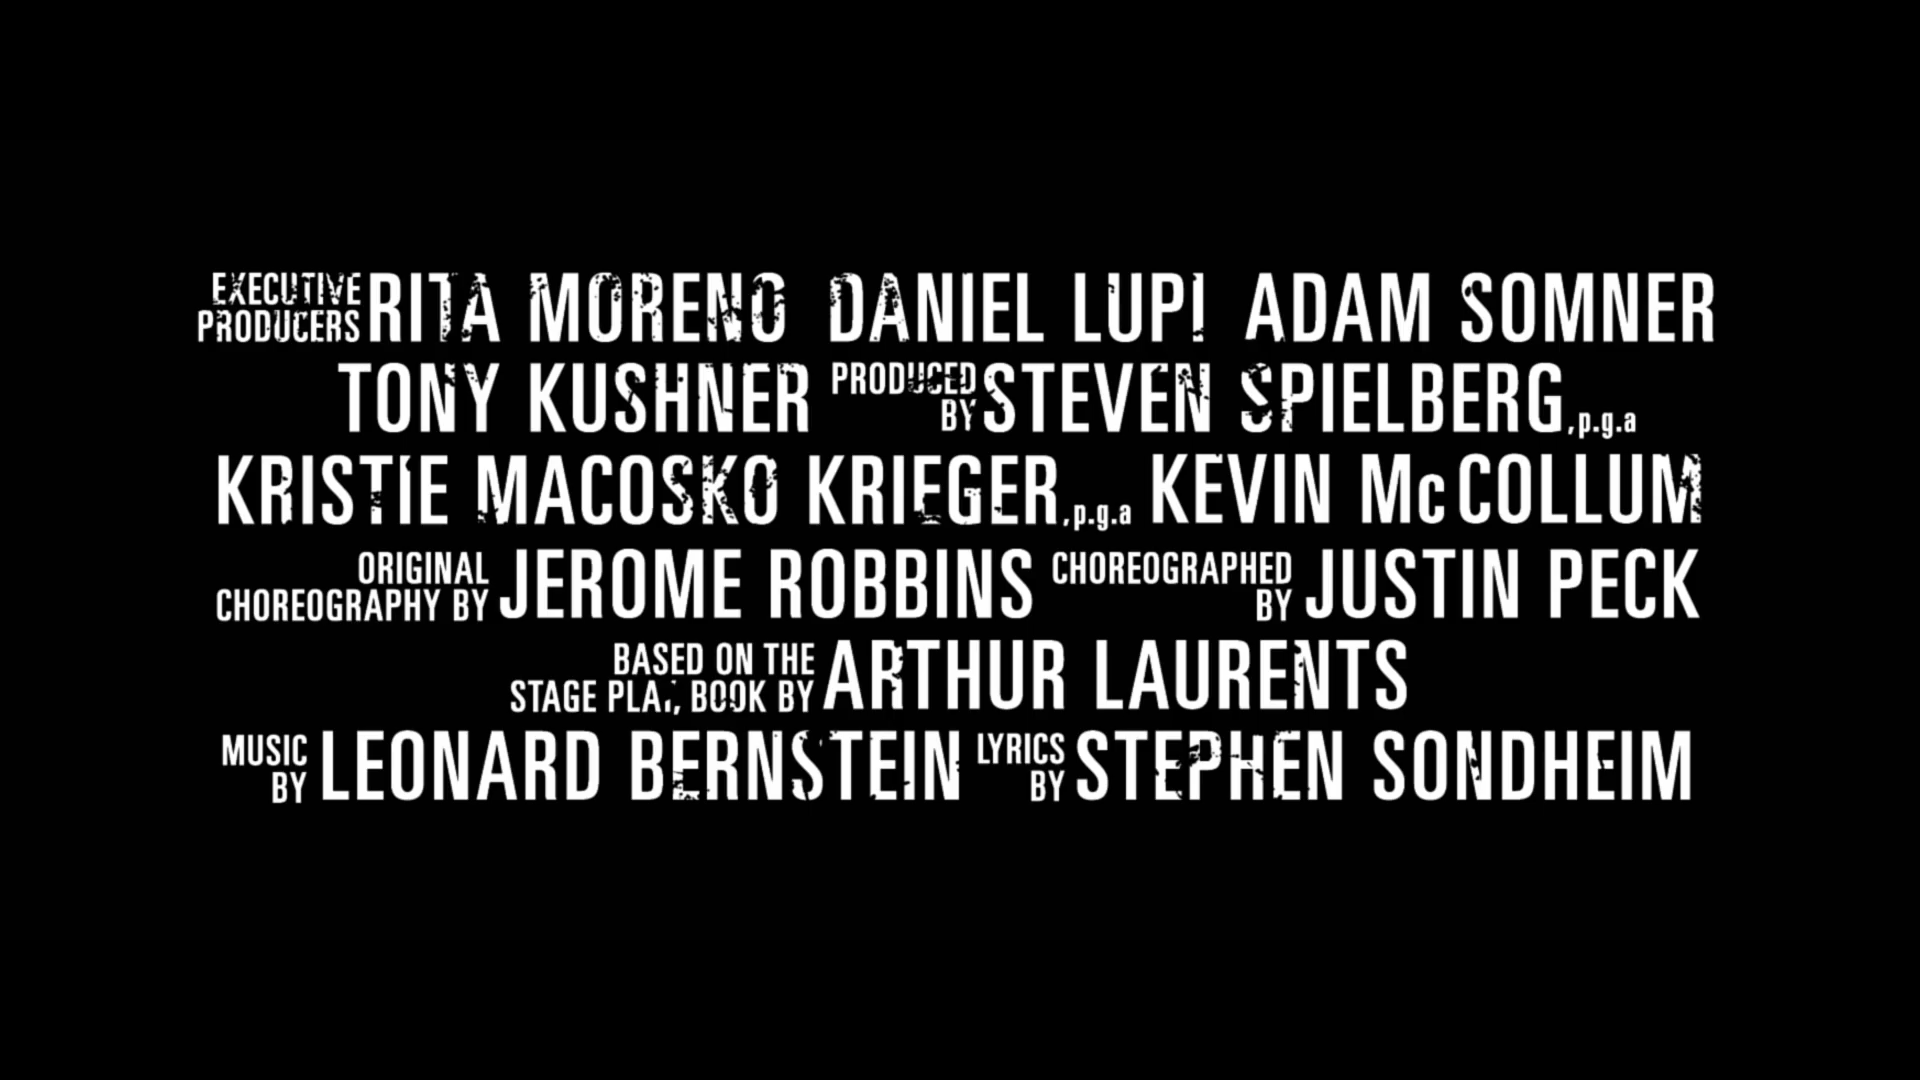 EXECUTIVE PRODUCERS RITA MORENO DANIEL LUPI ADAM SOMNER
TONY KUSHNER PRODUCED BY STEVEN SPIELBERG, p.g.a
KRISTIE MACOSKO KRIEGER, p.g.a KEVIN McCOLLUM
ORIGINAL CHOREOGRAPHY BY JEROME ROBBINS CHOREOGRAPHED BY JUSTIN PECK
BASED ON THE STAGE PLAY, BOOK BY ARTHUR LAURENTS
MUSIC BY LEONARD BERNSTEIN LYRICS BY STEPHEN SONDHEIM